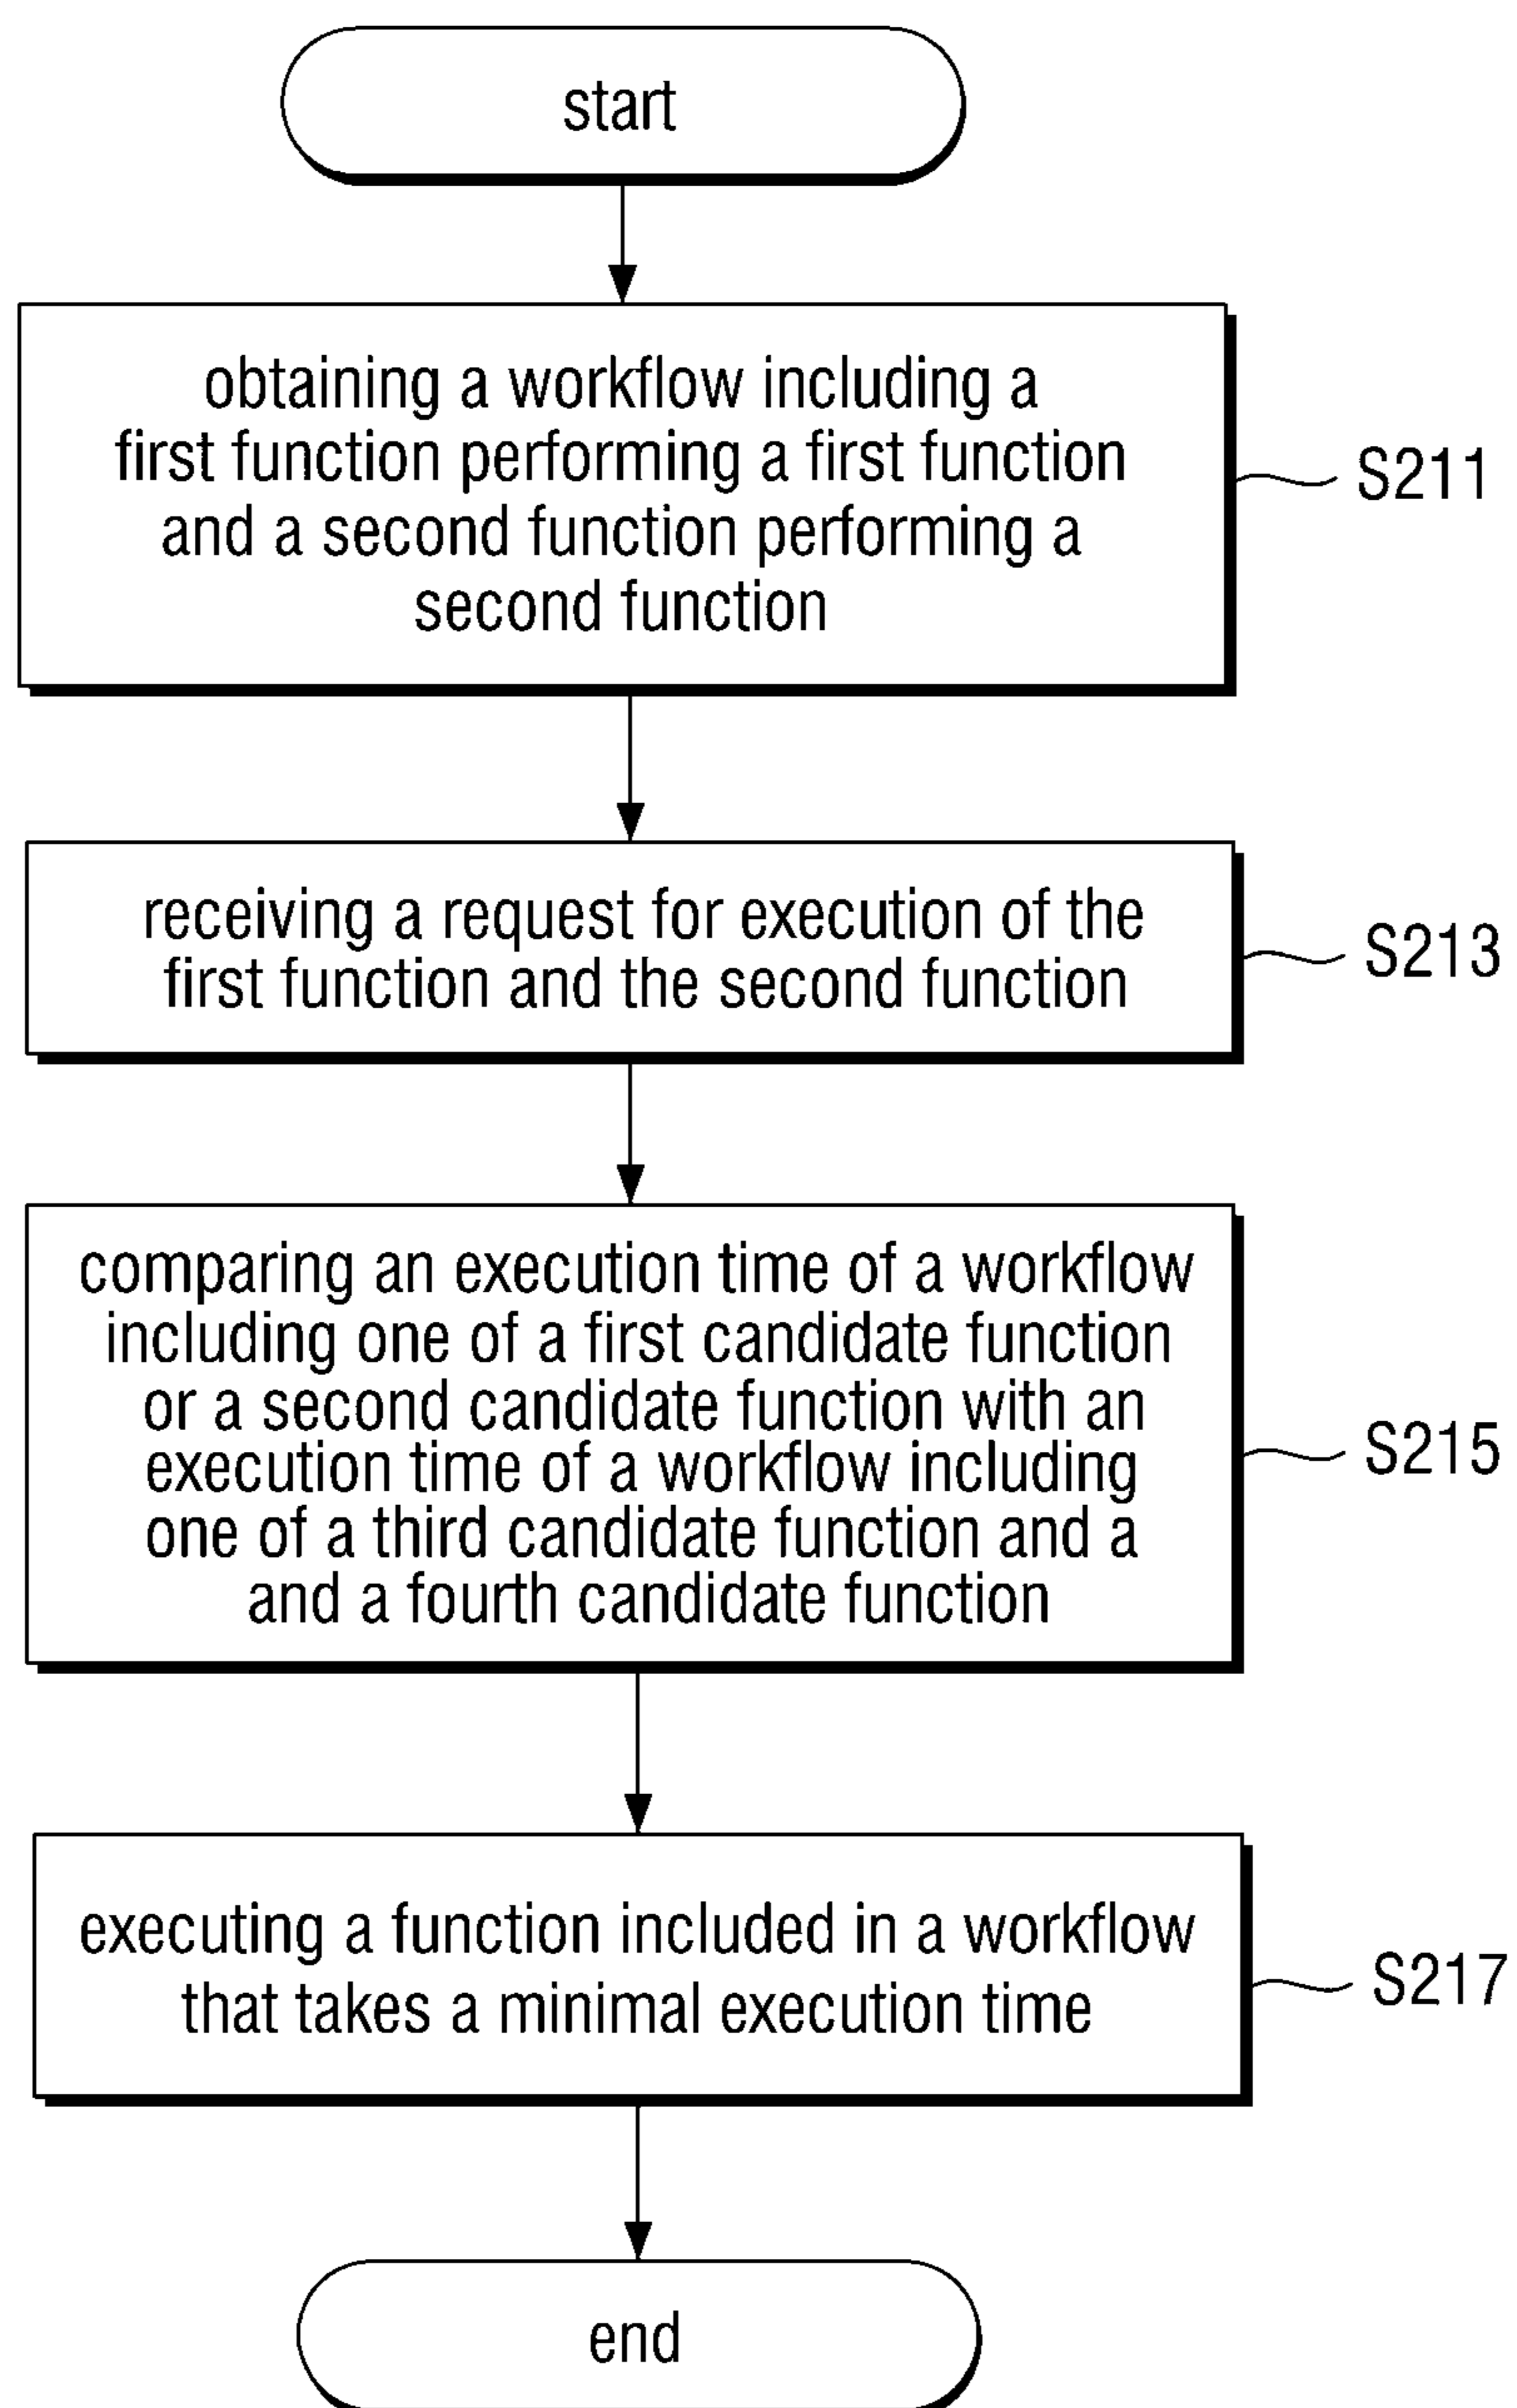 start
obtaining a workflow including a
first function performing a first function
and a second function performing a
second function
S211
receiving a request for execution of the
first function and the second function
S213
comparing an execution time of a workflow
including one of a first candidate function
or a second candidate function with an
execution time of a workflow including
one of a third candidate function and a
and a fourth candidate function
S215
executing a function included in a workflow
that takes a minimal execution time
S217
end